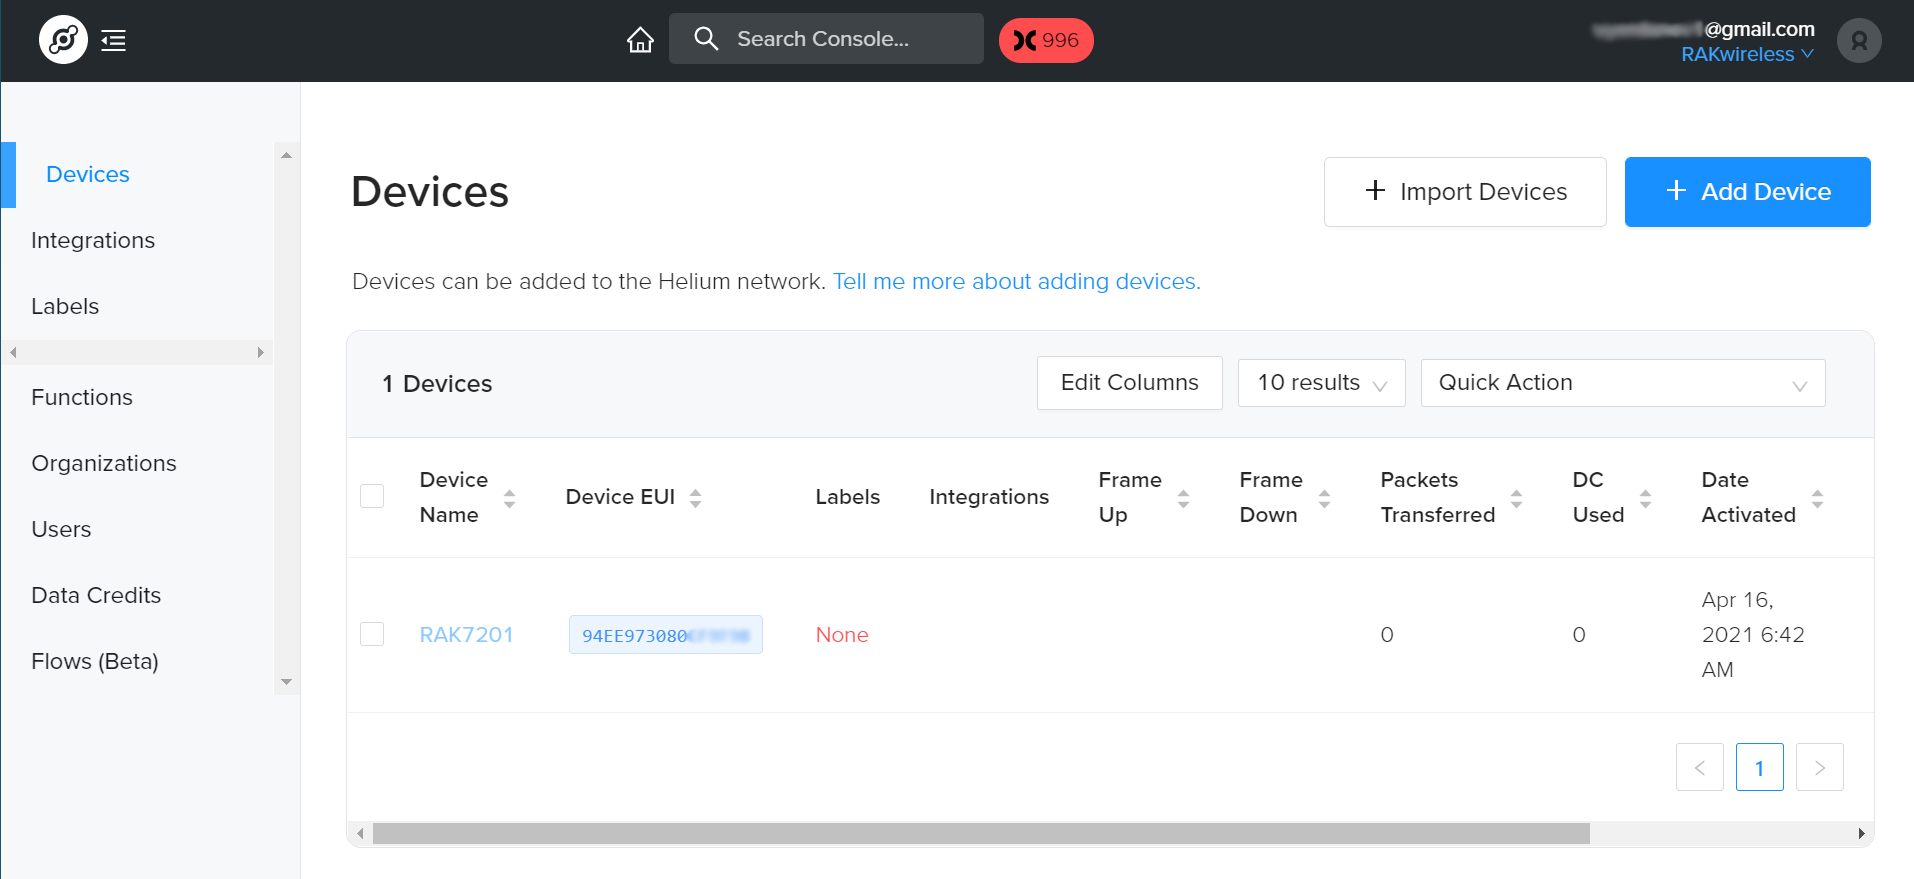 Search Console...
996
@gmail.com
RAKwireless
Devices
Integrations
Labels
Functions
Organizations
Users
Data Credits
Flows (Beta)
Devices
+ Import Devices
+ Add Device
Devices can be added to the Helium network. Tell me more about adding devices.
1 Devices
Edit Columns
10 results
Quick Action
Device
Name
Device EUI
Labels
Integrations
Frame
Up
Frame
Down
Packets
Transferred
DC
Used
Date
Activated
RAK7201
94EE973080
None
0
0
Apr 16,
2021 6:42
AM
< 1 >